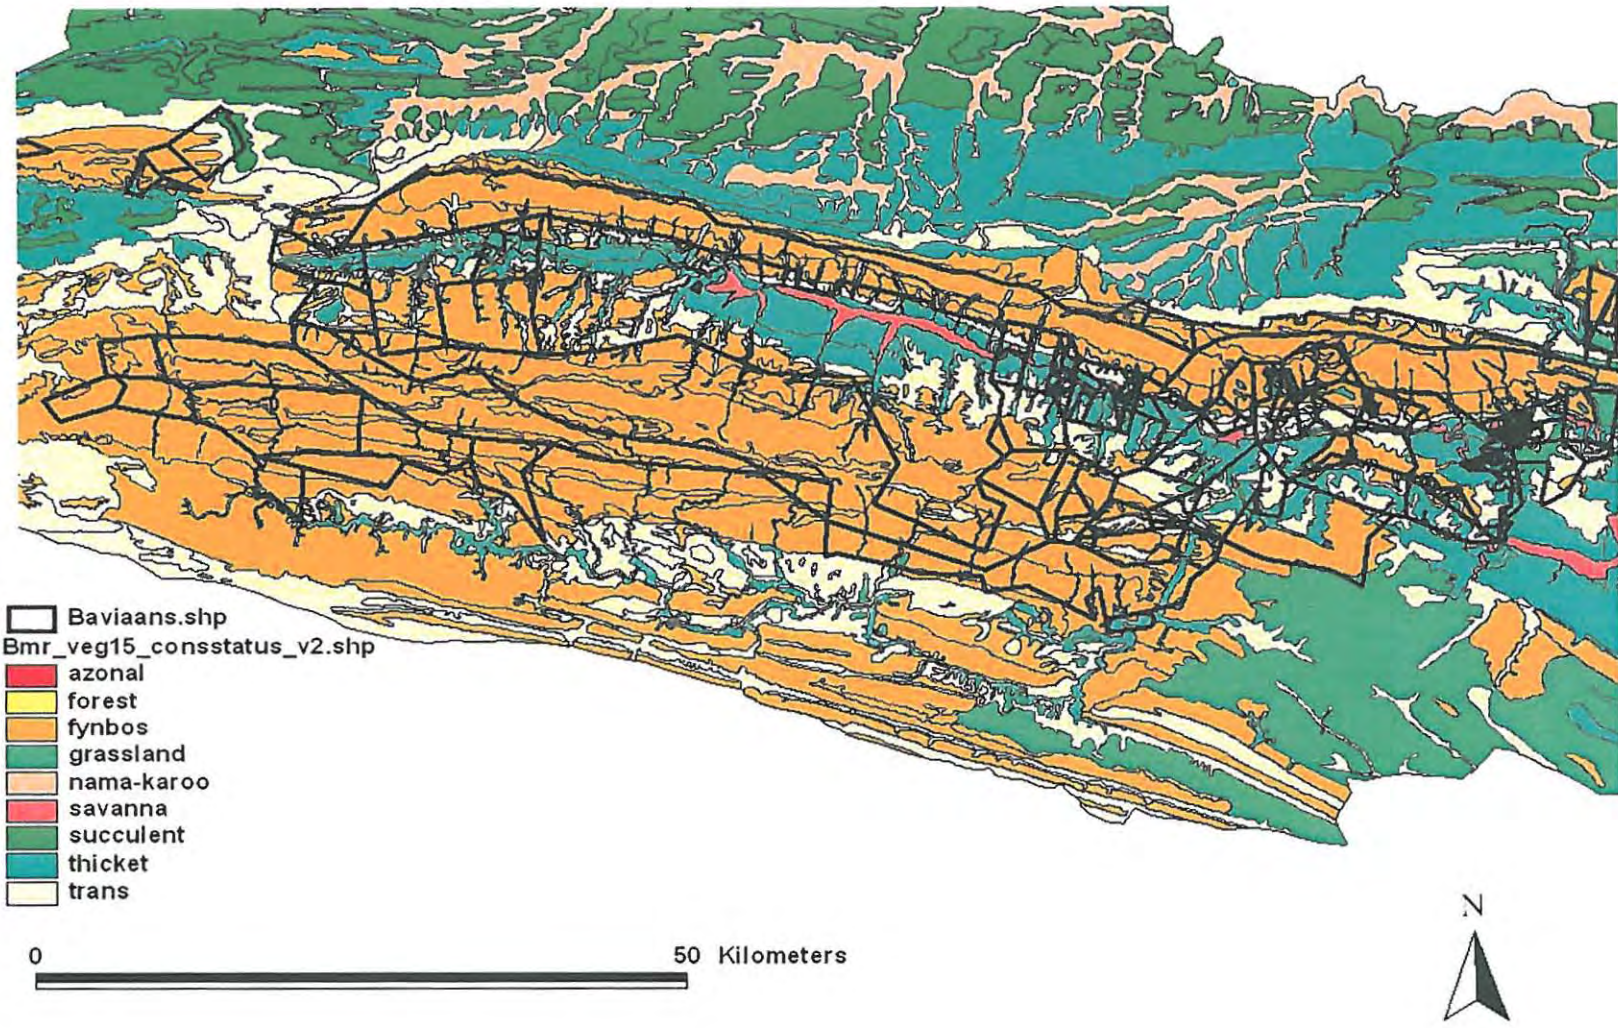 Baviaans.shp
Bmr_veg15_consstatus_v2.shp
azonal
forest
fynbos
grassland
nama-karoo
savanna
succulent
thicket
trans
0 50 Kilometers
N